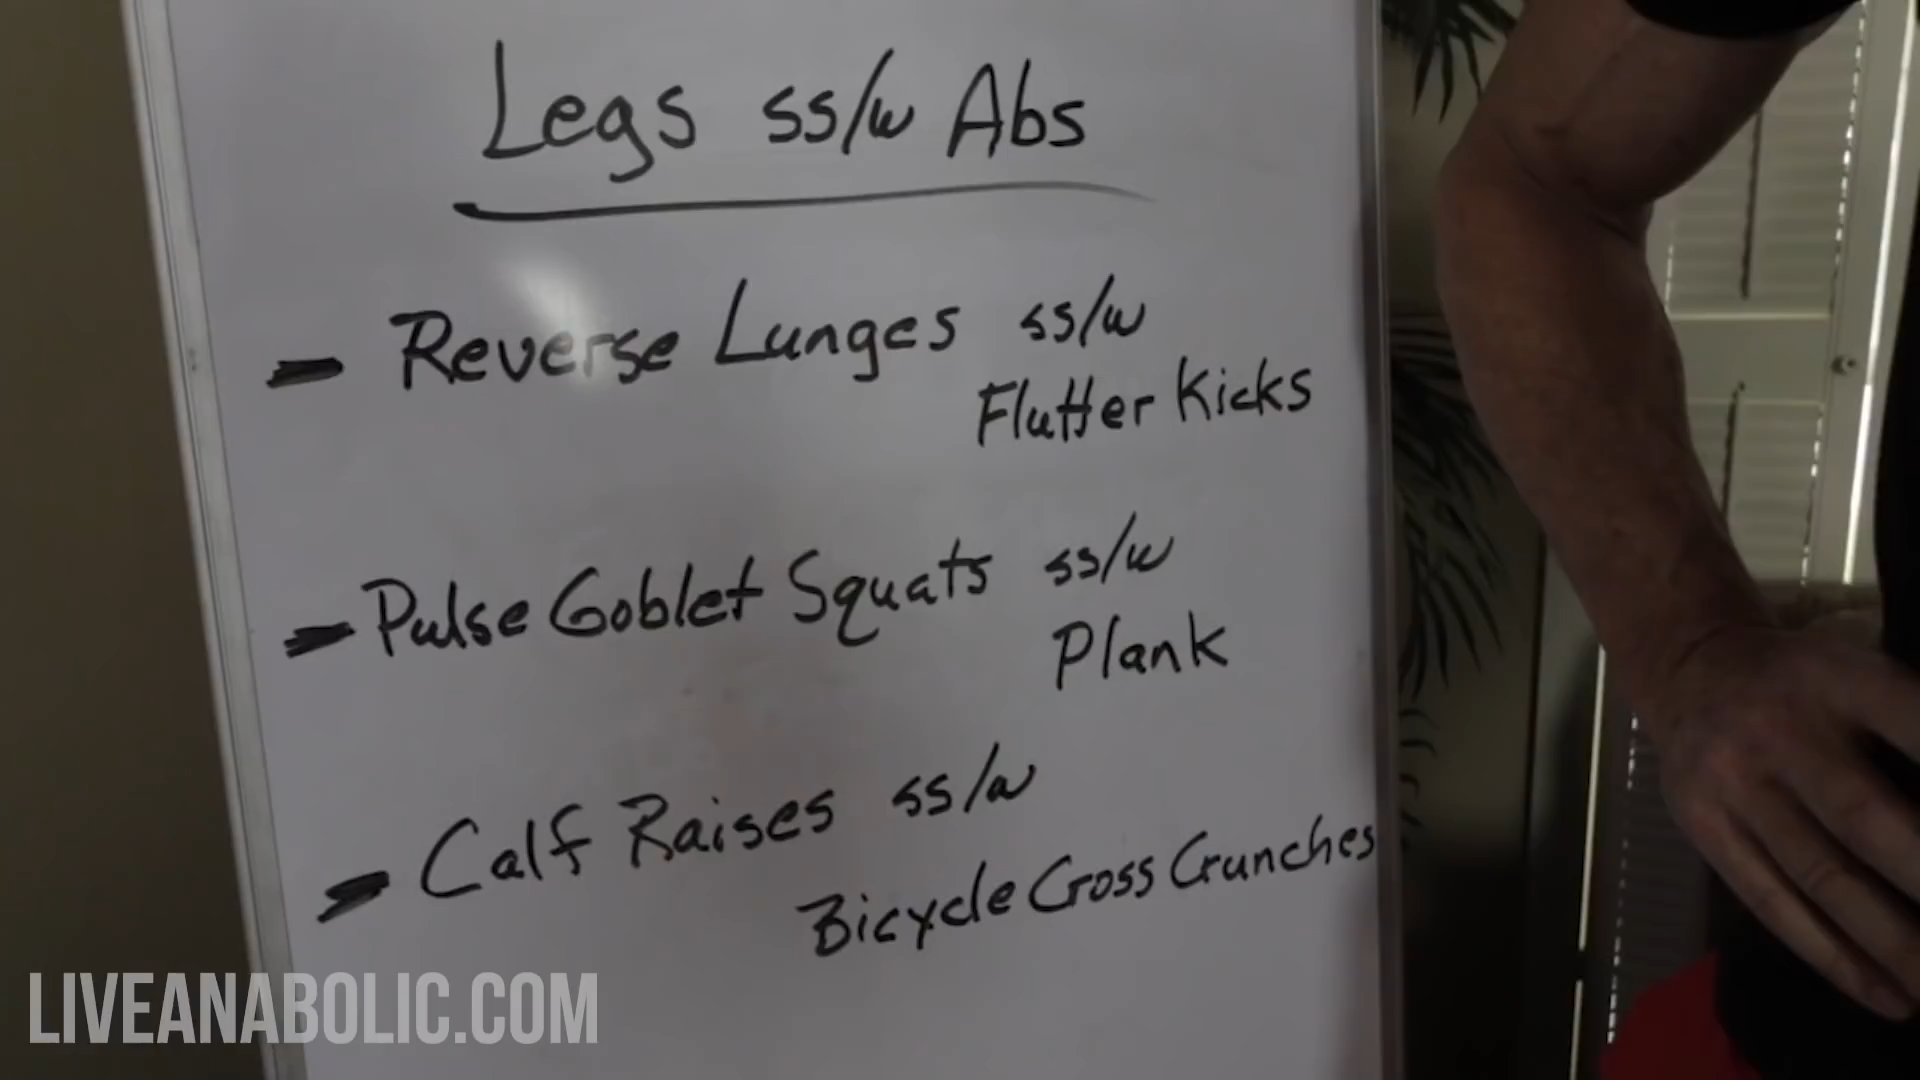 Legs ss/w Abs
- Reverse Lunges ss/w
Flutter Kicks
- Pulse Goblet Squats ss/w
Plank
- Calf Raises ss/w
Bicycle Cross Crunches
LIVEANABOLIC.COM